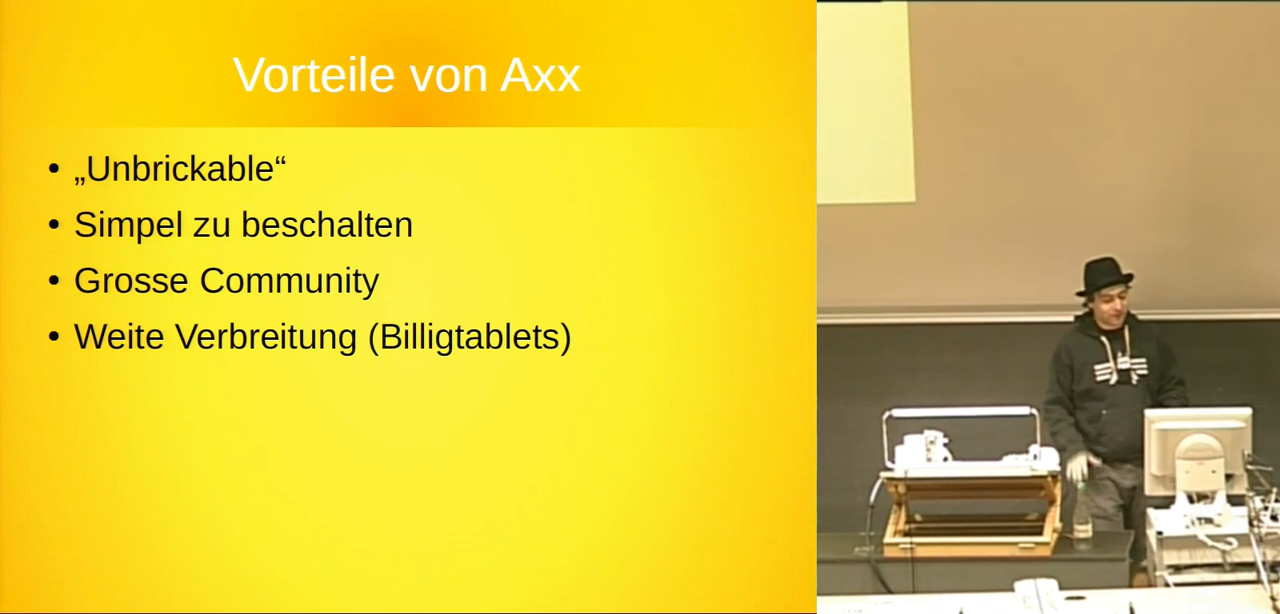 Vorteile von Axx
• „Unbrickable“
• Simpel zu beschalten
• Grosse Community
• Weite Verbreitung (Billigtablets)